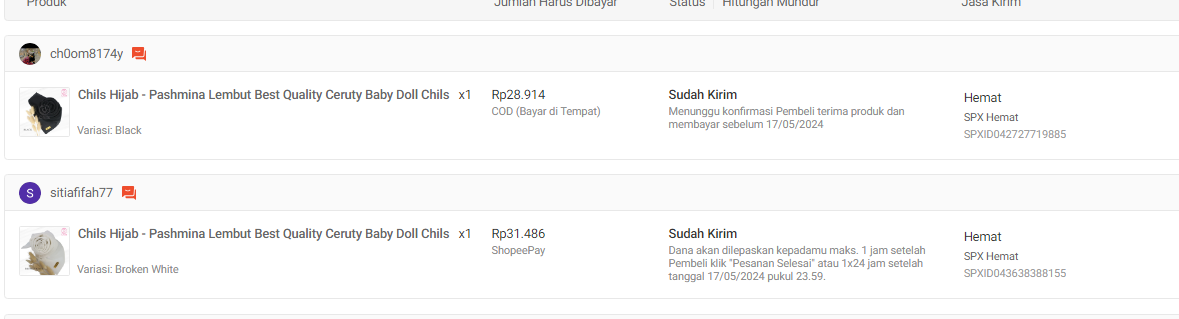 Produk Jumlah Harus Dibayar Status Hitungan Mundur Jasa Kirim
ch0om8174y
Chils Hijab - Pashmina Lembut Best Quality Ceruty Baby Doll Chils x1
Variasi: Black
Rp28.914
COD (Bayar di Tempat)
Sudah Kirim
Menunggu konfirmasi Pembeli terima produk dan
membayar sebelum 17/05/2024
Hemat
SPX Hemat
SPXID042727719885
S
sitiafifah77
Chils Hijab - Pashmina Lembut Best Quality Ceruty Baby Doll Chils x1
Variasi: Broken White
Rp31.486
ShopeePay
Sudah Kirim
Dana akan dilepaskan kepadamu maks. 1 jam setelah
Pembeli klik "Pesanan Selesai" atau 1x24 jam setelah
tanggal 17/05/2024 pukul 23.59.
Hemat
SPX Hemat
SPXID043638388155